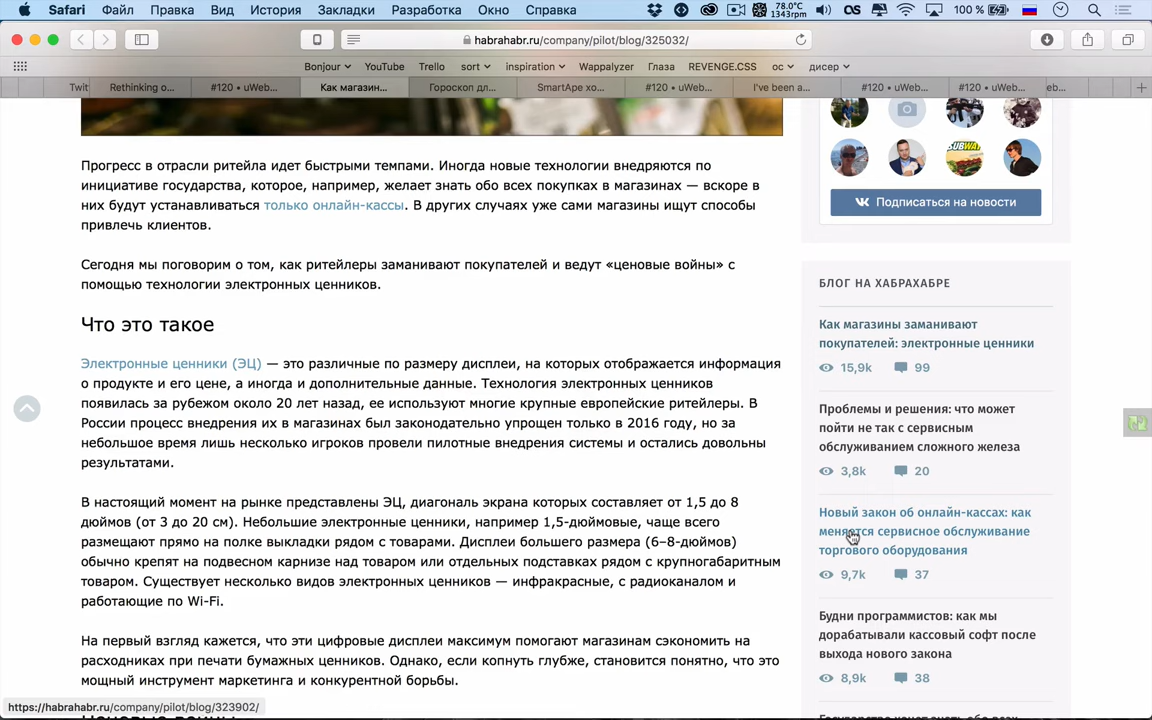 Safari Файл Правка Вид История Закладки Разработка Окно Справка 78.0°C 1343rpm 100 %
habrahabr.ru/company/pilot/blog/325032/
Bonjour YouTube Trello sort inspiration Wappalyzer Глаза REVENGE.CSS ос дисер
Twit Rethinking o... #120 • uWeb... Как магазин... Гороскоп дл... SmartApe хо... #120 • uWeb... I've been a... #120 • uWeb... #120 • uWeb... eb...
Прогресс в отрасли ритейла идет быстрыми темпами. Иногда новые технологии внедряются по
инициативе государства, которое, например, желает знать обо всех покупках в магазинах — вскоре в
них будут устанавливаться только онлайн-кассы. В других случаях уже сами магазины ищут способы
привлечь клиентов.
Сегодня мы поговорим о том, как ритейлеры заманивают покупателей и ведут «ценовые войны» с
помощью технологии электронных ценников.
Что это такое
Электронные ценники (ЭЦ) — это различные по размеру дисплеи, на которых отображается информация
о продукте и его цене, а иногда и дополнительные данные. Технология электронных ценников
появилась за рубежом около 20 лет назад, ее используют многие крупные европейские ритейлеры. В
России процесс внедрения их в магазинах был законодательно упрощен только в 2016 году, но за
небольшое время лишь несколько игроков провели пилотные внедрения системы и остались довольны
результатами.
В настоящий момент на рынке представлены ЭЦ, диагональ экрана которых составляет от 1,5 до 8
дюймов (от 3 до 20 см). Небольшие электронные ценники, например 1,5-дюймовые, чаще всего
размещают прямо на полке выкладки рядом с товарами. Дисплеи большего размера (6–8-дюймов)
обычно крепят на подвесном карнизе над товаром или отдельных подставках рядом с крупногабаритным
товаром. Существует несколько видов электронных ценников — инфракрасные, с радиоканалом и
работающие по Wi-Fi.
На первый взгляд кажется, что эти цифровые дисплеи максимум помогают магазинам сэкономить на
расходниках при печати бумажных ценников. Однако, если копнуть глубже, становится понятно, что это
мощный инструмент маркетинга и конкурентной борьбы.
Ценовые войны
SUBWAY
Подписаться на новости
БЛОГ НА ХАБРАХАБРЕ
Как магазины заманивают
покупателей: электронные ценники
15,9k 99
Проблемы и решения: что может
пойти не так с сервисным
обслуживанием сложного железа
3,8k 20
Новый закон об онлайн-кассах: как
меняется сервисное обслуживание
торгового оборудования
9,7k 37
Будни программистов: как мы
дорабатывали кассовый софт после
выхода нового закона
8,9k 38
Государство хочет знать обо всех
https://habrahabr.ru/company/pilot/blog/323902/